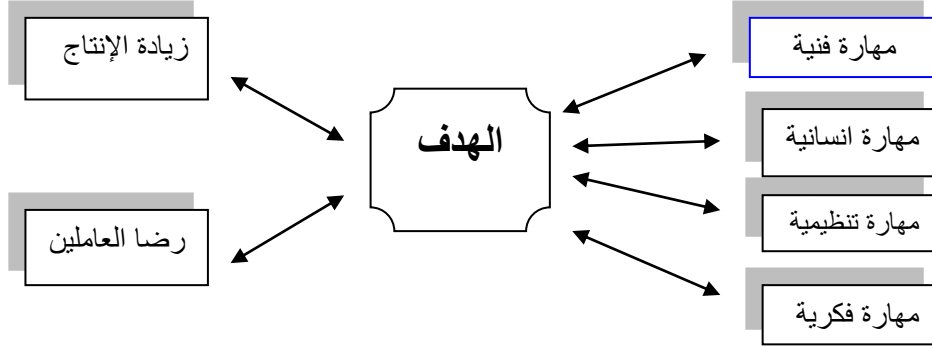 مهارة فنية
مهارة انسانية
مهارة تنظيمية
مهارة فكرية
الهدف
زيادة الإنتاج
رضا العاملين